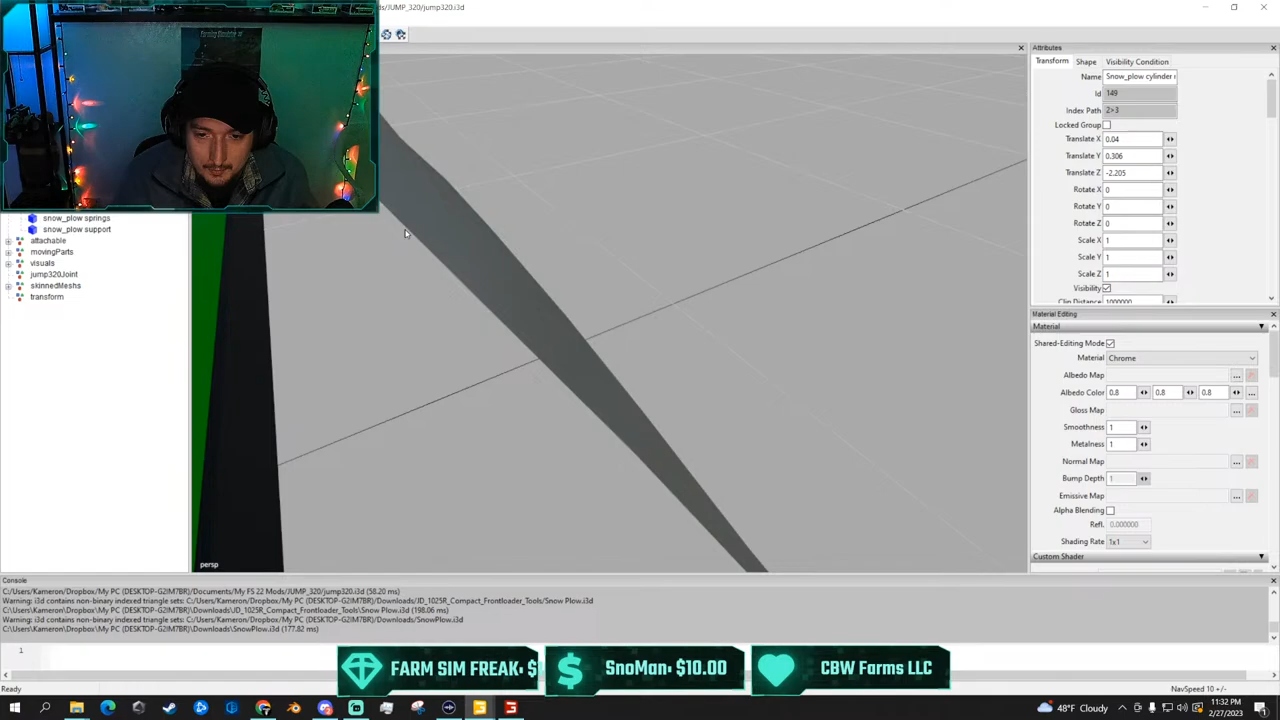 ds/JUMP_320/jump320.i3d
Attributes
Transform Shape Visibility Condition
Name Snow_plow cylinder r
Id 149
Index Path 2>3
Locked Group
Translate X 0.04
Translate Y 0.306
Translate Z -2.205
Rotate X 0
Rotate Y 0
Rotate Z 0
Scale X 1
Scale Y 1
Scale Z 1
Visibility
Clip Distance 1000000
snow_plow springs
snow_plow support
attachable
movingParts
visuals
jump320Joint
skinnedMeshs
transform
persp
Material Editing
Material
Shared-Editing Mode
Material Chrome
Albedo Map ...
Albedo Color 0.8 0.8 0.8 ...
Gloss Map ...
Smoothness 1
Metalness 1
Normal Map ...
Bump Depth 1
Emissive Map ...
Alpha Blending
Refl. 0.000000
Shading Rate 1x1
Custom Shader
Console
C:/Users/Kameron/Dropbox/My PC (DESKTOP-G2IM7BR)/Documents/My FS 22 Mods/JUMP_320/jump320.i3d (58.20 ms)
Warning: i3d contains non-binary indexed triangle sets: C:/Users/Kameron/Dropbox/My PC (DESKTOP-G2IM7BR)/Downloads/JD_1025R_Compact_Frontloader_Tools/Snow Plow.i3d
C:\Users\Kameron\Dropbox\My PC (DESKTOP-G2IM7BR)\Downloads\JD_1025R_Compact_Frontloader_Tools\Snow Plow.i3d (198.06 ms)
Warning: i3d contains non-binary indexed triangle sets: C:/Users/Kameron/Dropbox/My PC (DESKTOP-G2IM7BR)/Downloads/SnowPlow.i3d
C:\Users\Kameron\Dropbox\My PC (DESKTOP-G2IM7BR)\Downloads\SnowPlow.i3d (177.82 ms)
1
FARM SIM FREAK: $
SnoMan: $10.00
CBW Farms LLC
Ready
NavSpeed 10 +/-
48°F Cloudy
11:32 PM
2/27/2023